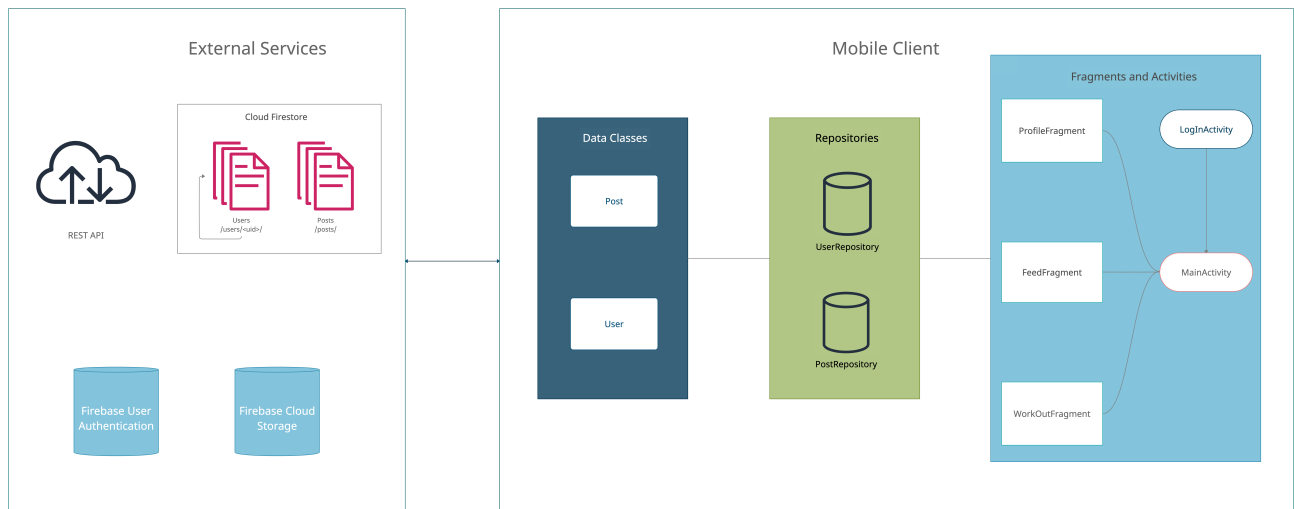 External Services
Cloud Firestore
Users
/users/<uid>/
Posts
/posts/
REST API
Firebase User
Authentication
Firebase Cloud
Storage
Mobile Client
Data Classes
Post
User
Repositories
UserRepository
PostRepository
Fragments and Activities
ProfileFragment
LogInActivity
FeedFragment
MainActivity
WorkOutFragment